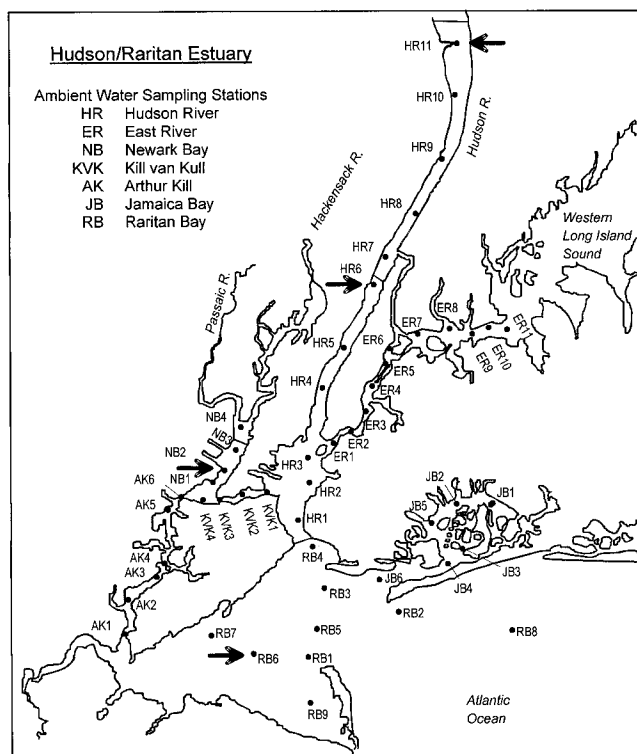 Hudson/Raritan Estuary
Ambient Water Sampling Stations
HR Hudson River
ER East River
NB Newark Bay
KVK Kill van Kull
AK Arthur Kill
JB Jamaica Bay
RB Raritan Bay
HR11
HR10
Hudson R.
HR9
Hackensack R.
HR8
Western
Long Island
Sound
HR7
HR6
Passaic R.
ER8
ER7
ER11
ER10
ER9
HR5
ER6
ER5
HR4
ER4
ER3
NB4
NB3
ER2
ER1
NB2
HR3
NB1
AK6
HR2
JB2
JB1
AK5
JB5
KVK4
KVK3
KVK2
KVK1
HR1
AK4
RB4
JB3
AK3
JB4
JB6
AK2
RB3
RB2
AK1
RB7
RB5
RB8
RB6
RB1
RB9
Atlantic
Ocean